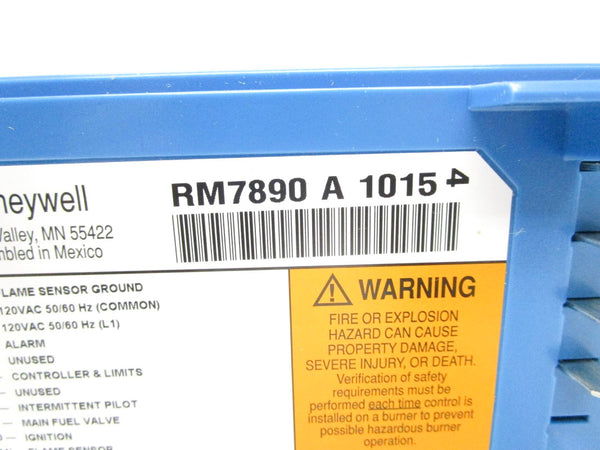 neywell
Valley, MN 55422
mbled in Mexico
RM7890 A 1015 4
LAME SENSOR GROUND
120VAC 50/60 Hz (COMMON)
120VAC 50/60 Hz (L1)
ALARM
UNUSED
— CONTROLLER & LIMITS
— UNUSED
— INTERMITTENT PILOT
— MAIN FUEL VALVE
— IGNITION
FLAME SENSOR
WARNING
FIRE OR EXPLOSION
HAZARD CAN CAUSE
PROPERTY DAMAGE,
SEVERE INJURY, OR DEATH.
Verification of safety
requirements must be
performed each time control is
installed on a burner to prevent
possible hazardous burner
operation.